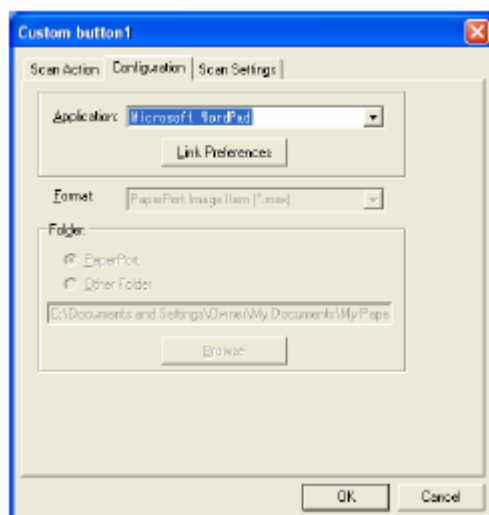 Custom button1
Scan Action Configuration Scan Settings
Application: Microsoft WordPad
Link Preferences
Format PaperPort Image Item (*.max)
Folder
PaperPort
Other Folder
C:\Documents and Settings\Owner\My Documents\My Pape
Browse
OK Cancel